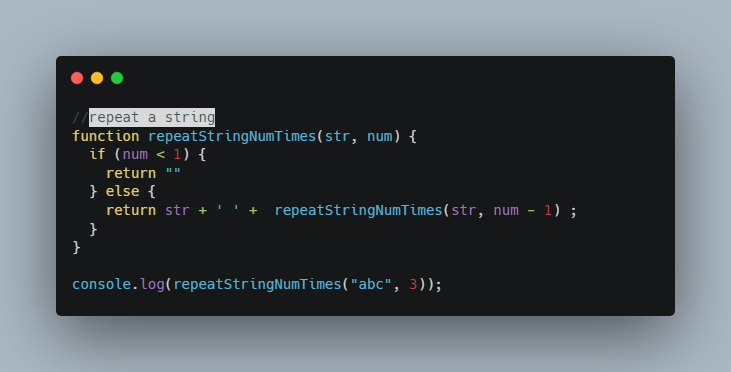 //repeat a string
function repeatStringNumTimes(str, num) {
  if (num < 1) {
    return ""
  } else {
    return str + ' ' +  repeatStringNumTimes(str, num - 1) ;
  }
}
console.log(repeatStringNumTimes("abc", 3));